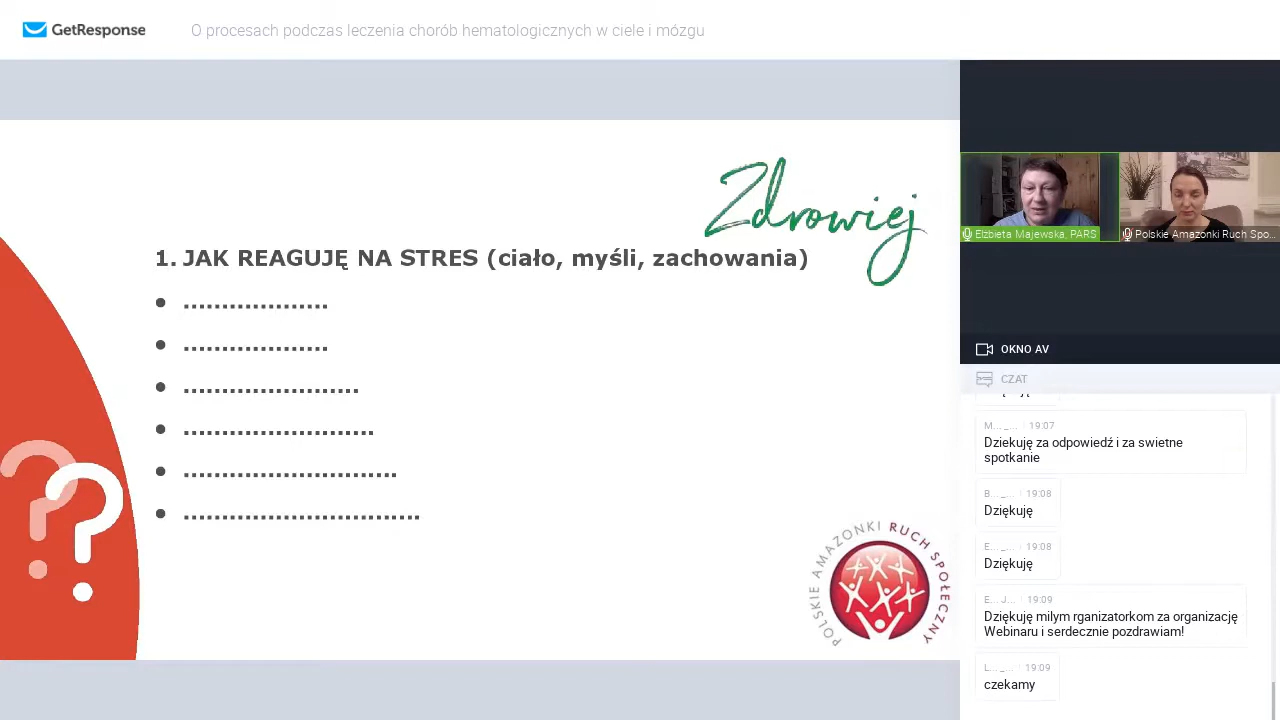 GetResponse
O procesach podczas leczenia chorób hematologicznych w ciele i mózgu
Zdrowiej
1. JAK REAGUJĘ NA STRES (ciało, myśli, zachowania)
• ...................
• ...................
• .......................
• .........................
• ............................
• ...............................
POLSKIE AMAZONKI RUCH SPOŁECZNY
Elżbieta Majewska, PARS
Polskie Amazonki Ruch Spo...
OKNO AV
CZAT
M... _... | 19:07
Dziekuję za odpowiedź i za swietne
spotkanie
B... _... | 19:08
Dziękuję
E... _... | 19:08
Dziękuję
E... J... | 19:09
Dziękuję milym rganizatorkom za organizację
Webinaru i serdecznie pozdrawiam!
L... _... | 19:09
czekamy